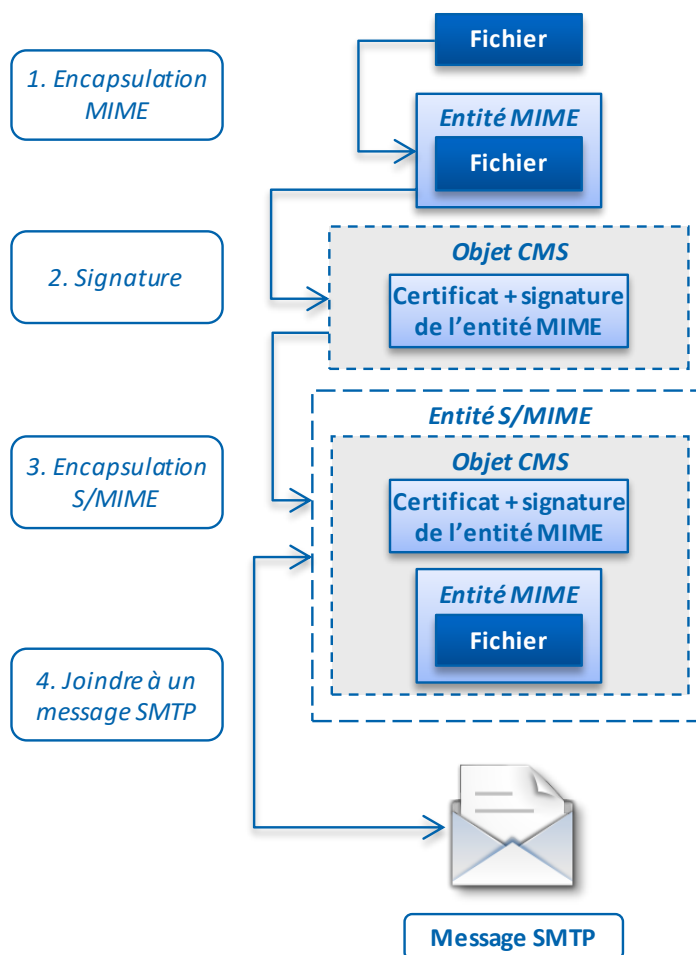 Fichier
1. Encapsulation
MIME
Entité MIME
Fichier
2. Signature
Objet CMS
Certificat + signature
de l'entité MIME
Entité S/MIME
3. Encapsulation
S/MIME
Objet CMS
Certificat + signature
de l'entité MIME
Entité MIME
Fichier
4. Joindre à un
message SMTP
Message SMTP